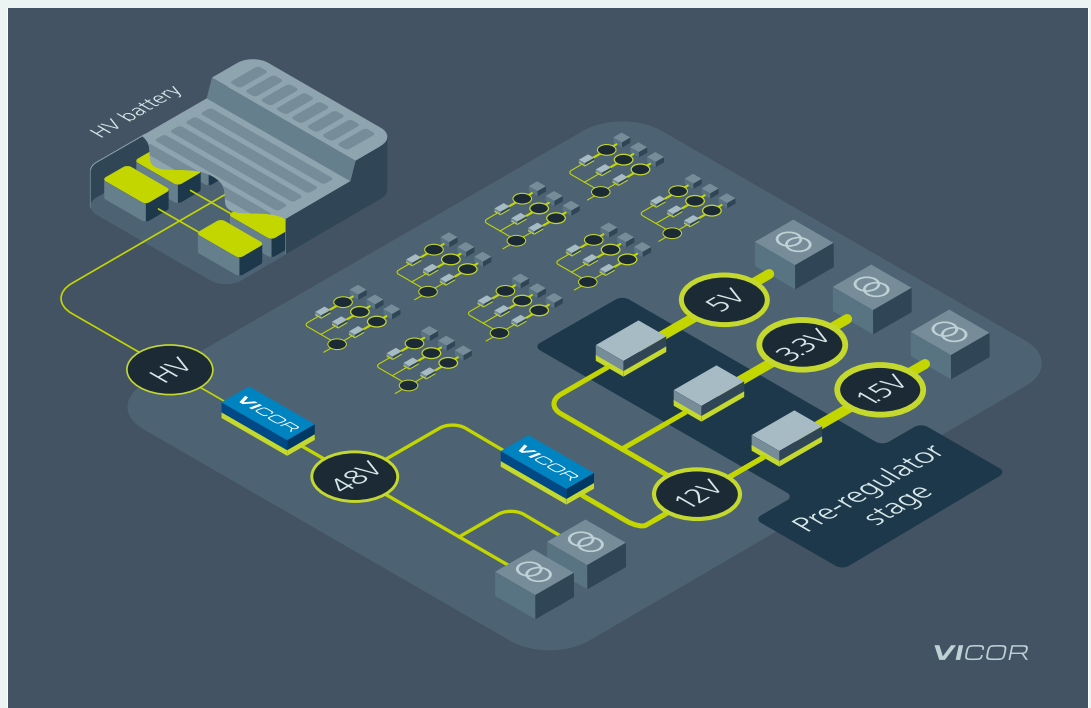 HV battery
HV
VICOR
48V
VICOR
12V
5V
3.3V
1.5V
Pre-regulator
stage
VICOR